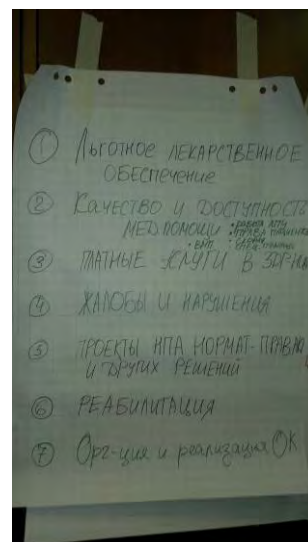 ① Льготное лекарственное
обеспечение
② Качество и доступность
мед помощи
③ Платные услуги в
④ Жалобы и нарушения
⑤ Проекты НПА нормат-правов
и других решений
⑥ Реабилитация
⑦ Орг-ция и реализация ОК